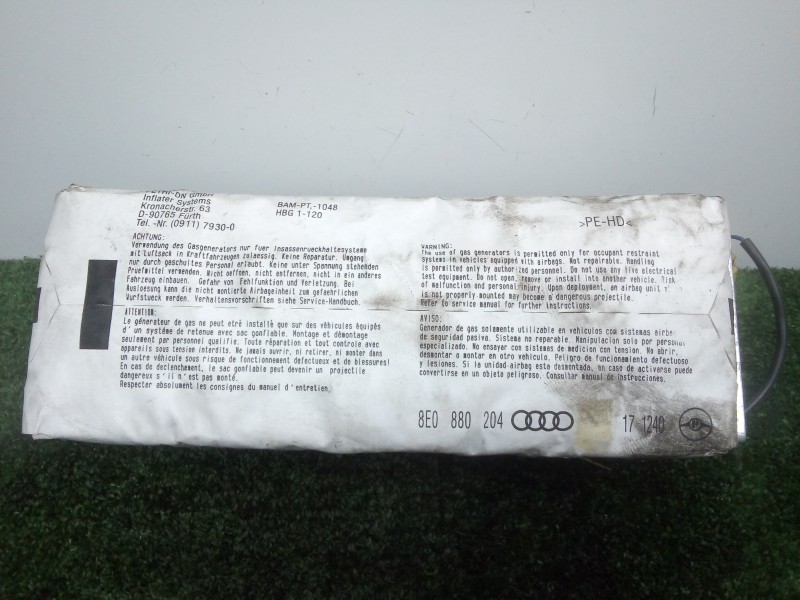 Inflater Systems
Kronacherstr. 63
D-90765 Fürth
Tel. -Nr. (0911) 7930-0
BAM-PT.-1048
HBG 1-120
>PE-HD<
ACHTUNG:
Verwendung des Gasgenerators nur fuer Insassenrueckhaltesysteme
mit Luftsack in Kraftfahrzeugen zulaessig. Keine Reparatur. Umgang
nur durch geschultes Personal erlaubt. Keine unter Spannung stehenden
Pruefmittel verwenden. Nicht oeffnen, nicht entfernen, nicht in ein anderes
Fahrzeug einbauen. Gefahr von Fehlfunktion und Verletzung. Bei
Ausloesung kann die nicht montierte Airbageinheit zum gefaehrlichen
Wurfstueck werden. Verhaltensvorschriften siehe Service-Handbuch.
ATTENTION:
Le générateur de gas ne peut etré installé que sur des véhicules équipés
d'un système de retenue avec sac gonflable. Montage et démontage
seulement par personnel qualifie. Toute réparation et tout controle avec
appareils sous tension interdits. Ne jamais ouvrir, ni retirer, ni monter dans
un autre véhicule sous risque de fonctionnement défectueux et de blessures!
En cas de declenchement, le sac gonflable peut devenir un projectile
dangereux s'il n'est pas monté.
Respecter absolument les consignes du manuel d'entretien.
WARNING:
The use of gas generators is permitted only for occupant restraint
systems in vehicles equipped with airbags. Not repairable. Handling
is permitted only by authorized personnel. Do not use any live electrical
test equipment. Do not open, remove or install into another vehicle. Risk
of malfunction and personal injury. Upon deployment, an airbag unit
is not properly mounted may become a dangerous projectile.
Refer to service manual for further instructions.
AVISO:
Generador de gas solamente utilizable en vehiculos con sistemas airba
de seguridad pasiva. Sistema no reparable. Manipulacion solo por personal
especializado. No ensayar con sistemas de medicion con tension. No abrir,
desmontar o montar en otro vehiculo. Peligro de funcionamiento defectuoso
y lesiones. Si la unidad airbag esta desmontada, en caso de activarse puede
convertirse en un objeto peligroso. Consultar manual de instrucciones.
8E0 880 204 17 1240